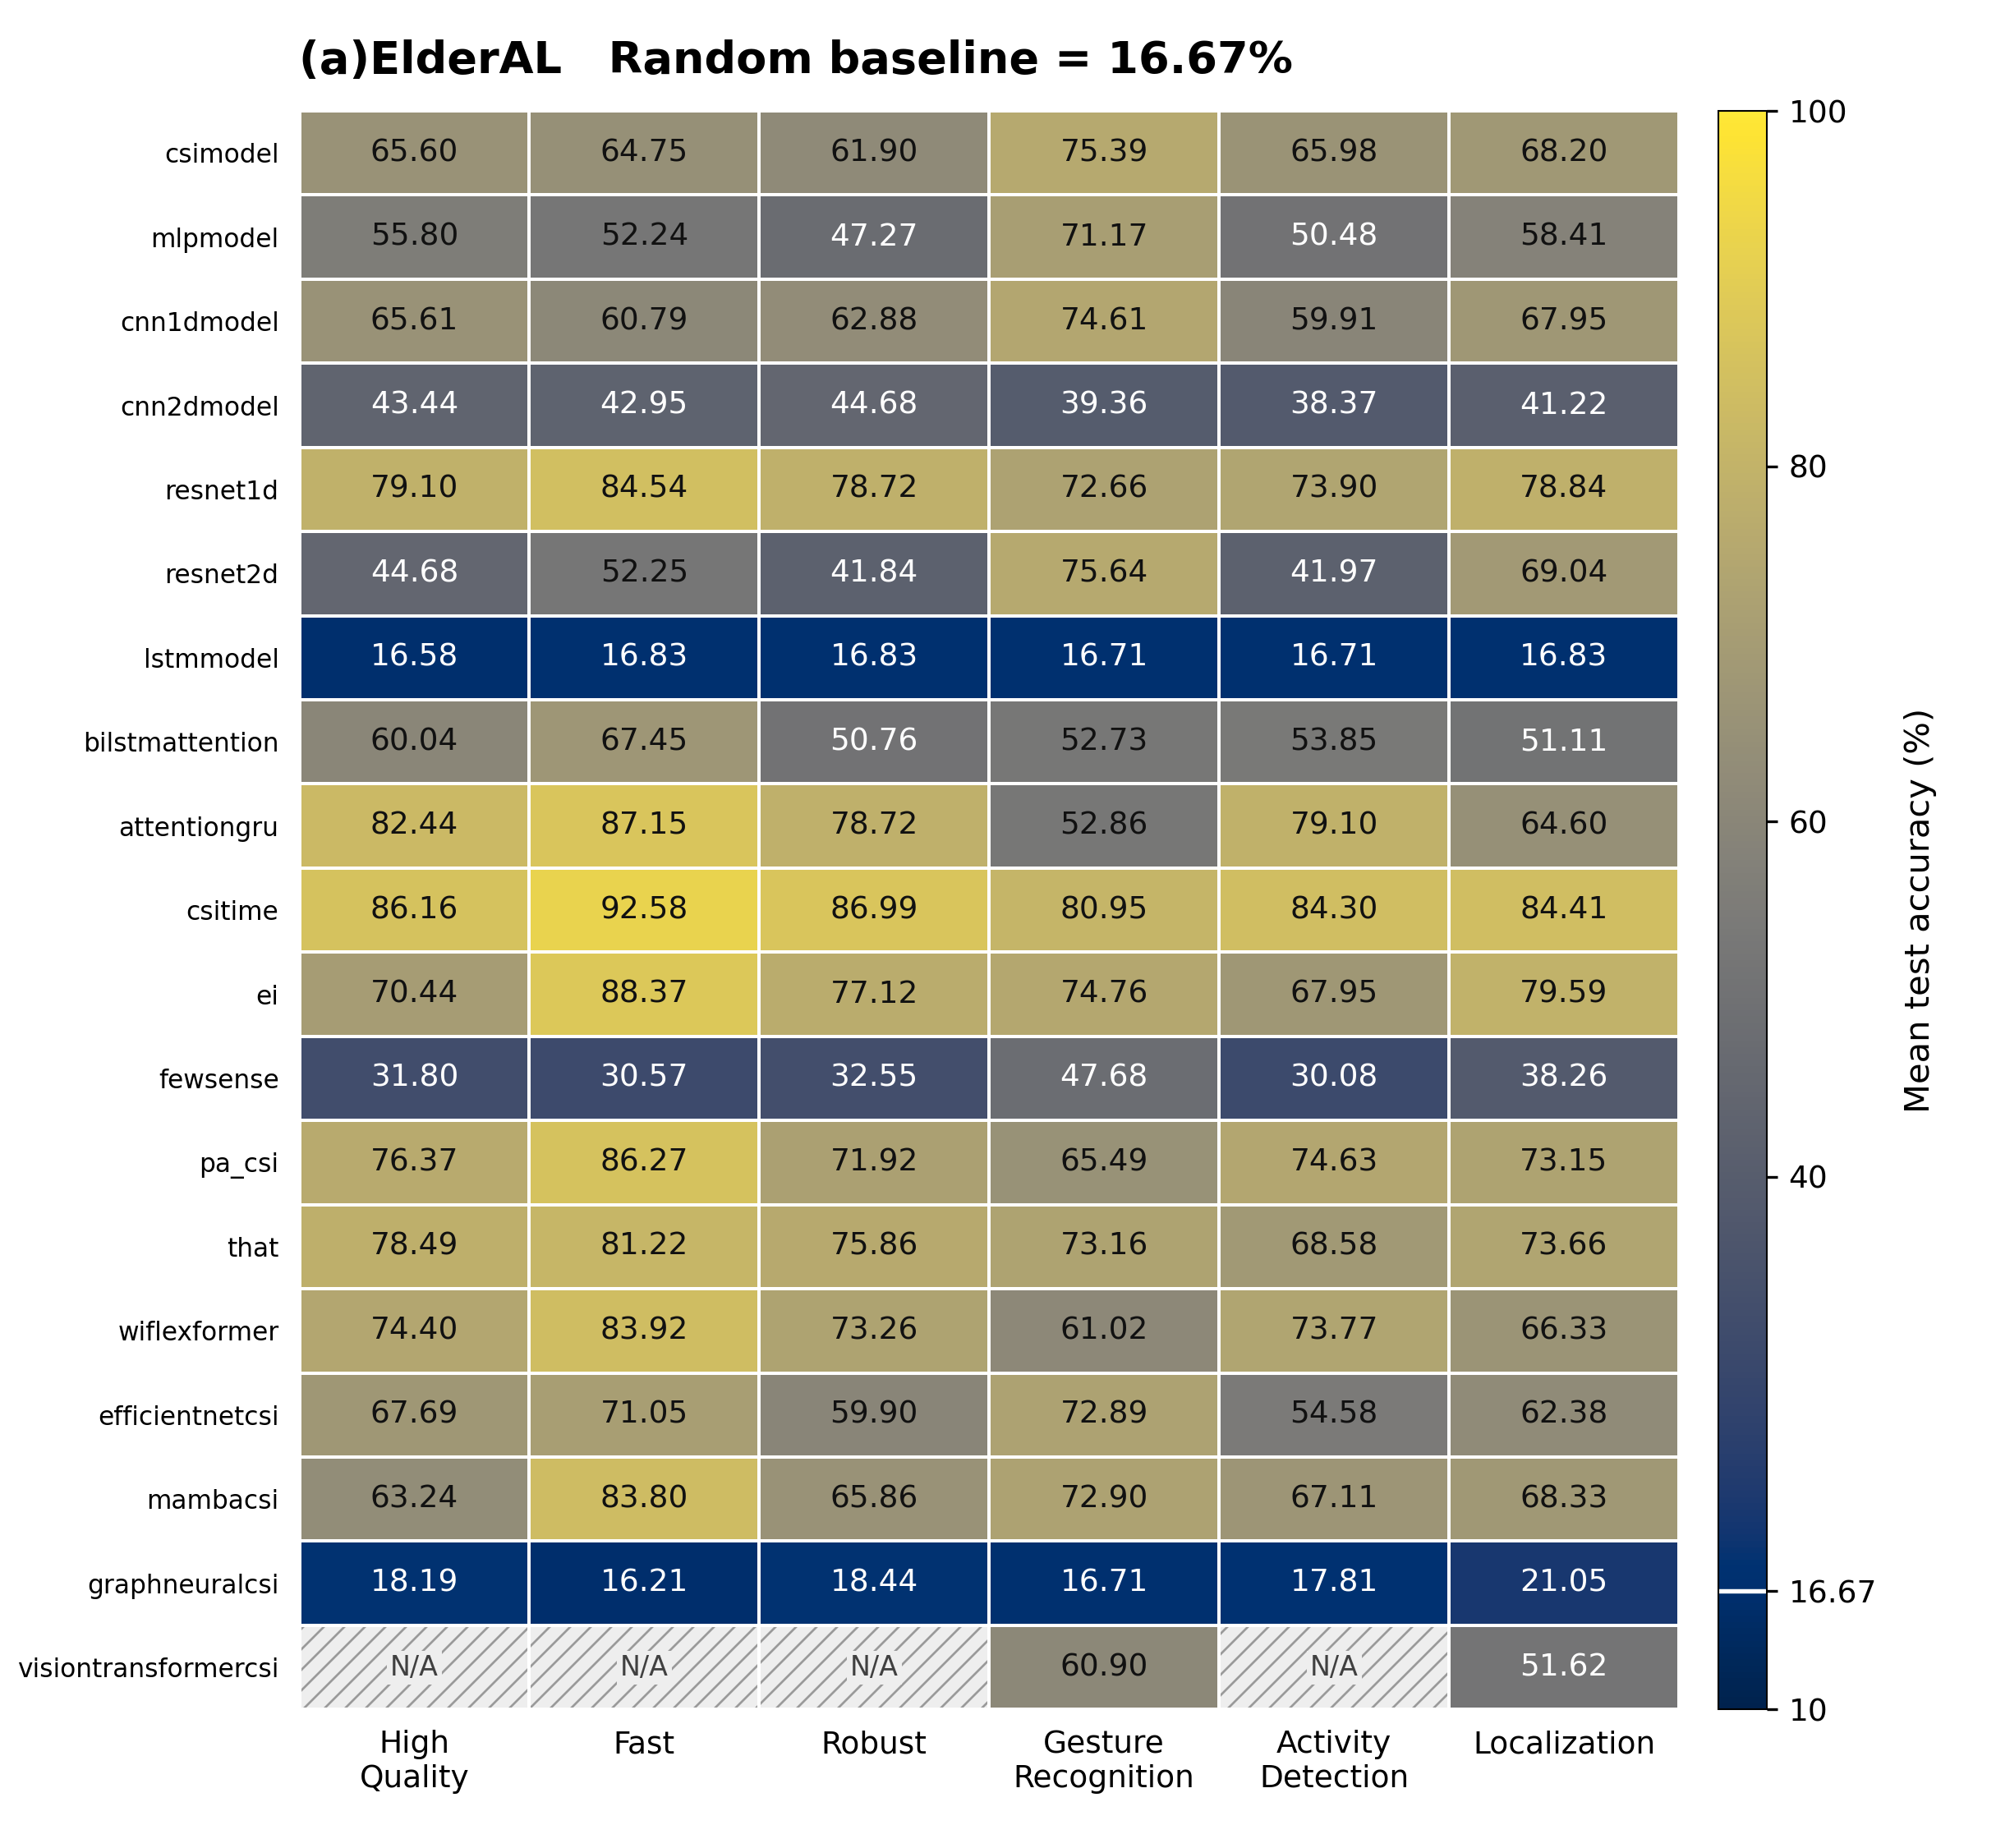 (a)ElderAL   Random baseline = 16.67%
csimodel 65.60 64.75 61.90 75.39 65.98 68.20
mlpmodel 55.80 52.24 47.27 71.17 50.48 58.41
cnn1dmodel 65.61 60.79 62.88 74.61 59.91 67.95
cnn2dmodel 43.44 42.95 44.68 39.36 38.37 41.22
resnet1d 79.10 84.54 78.72 72.66 73.90 78.84
resnet2d 44.68 52.25 41.84 75.64 41.97 69.04
lstmmodel 16.58 16.83 16.83 16.71 16.71 16.83
bilstmattention 60.04 67.45 50.76 52.73 53.85 51.11
attentiongru 82.44 87.15 78.72 52.86 79.10 64.60
csitime 86.16 92.58 86.99 80.95 84.30 84.41
ei 70.44 88.37 77.12 74.76 67.95 79.59
fewsense 31.80 30.57 32.55 47.68 30.08 38.26
pa_csi 76.37 86.27 71.92 65.49 74.63 73.15
that 78.49 81.22 75.86 73.16 68.58 73.66
wiflexformer 74.40 83.92 73.26 61.02 73.77 66.33
efficientnetcsi 67.69 71.05 59.90 72.89 54.58 62.38
mambacsi 63.24 83.80 65.86 72.90 67.11 68.33
graphneuralcsi 18.19 16.21 18.44 16.71 17.81 21.05
visiontransformercsi N/A N/A N/A 60.90 N/A 51.62
High Quality
Fast
Robust
Gesture Recognition
Activity Detection
Localization
100
80
60
40
16.67
10
Mean test accuracy (%)